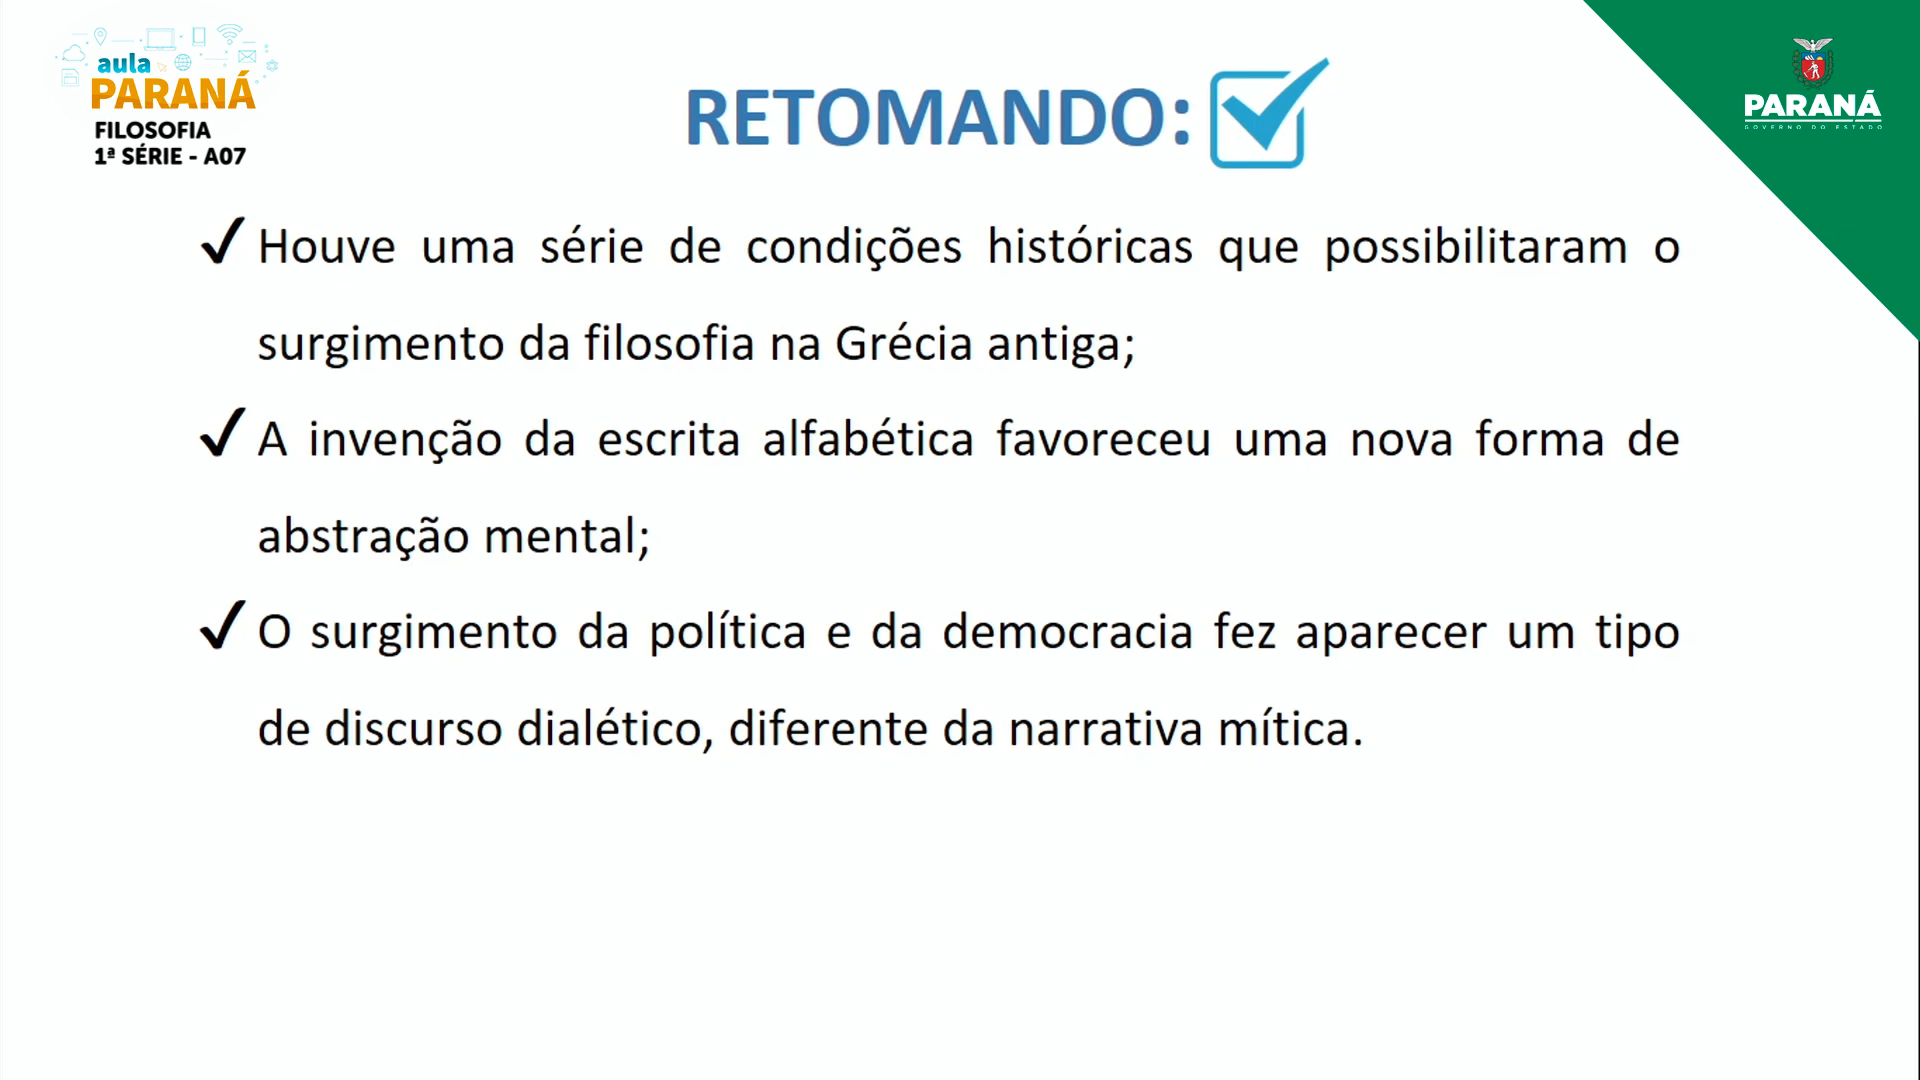 aula
PARANÁ
FILOSOFIA
1ª SÉRIE - A07
RETOMANDO:
PARANÁ
GOVERNO DO ESTADO
✓ Houve uma série de condições históricas que possibilitaram o
surgimento da filosofia na Grécia antiga;
✓ A invenção da escrita alfabética favoreceu uma nova forma de
abstração mental;
✓ O surgimento da política e da democracia fez aparecer um tipo
de discurso dialético, diferente da narrativa mítica.